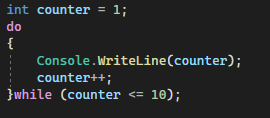 int counter = 1;
do
{
    Console.WriteLine(counter);
    counter++;
}while (counter <= 10);